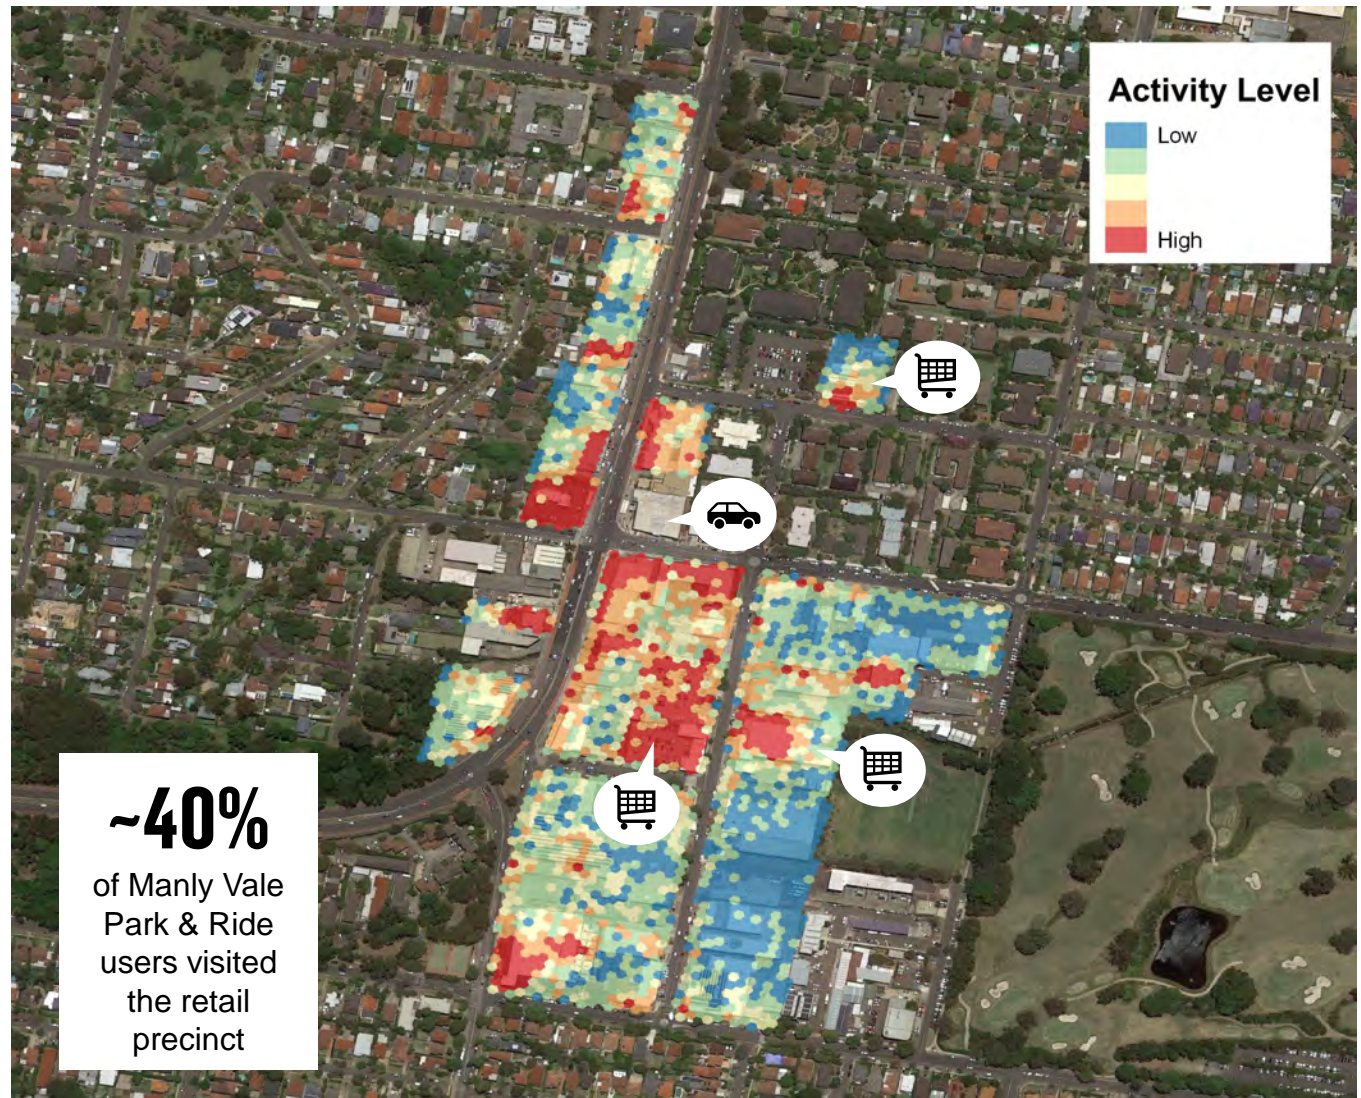 Activity Level
Low
High
~40%
of Manly Vale
Park & Ride
users visited
the retail
precinct